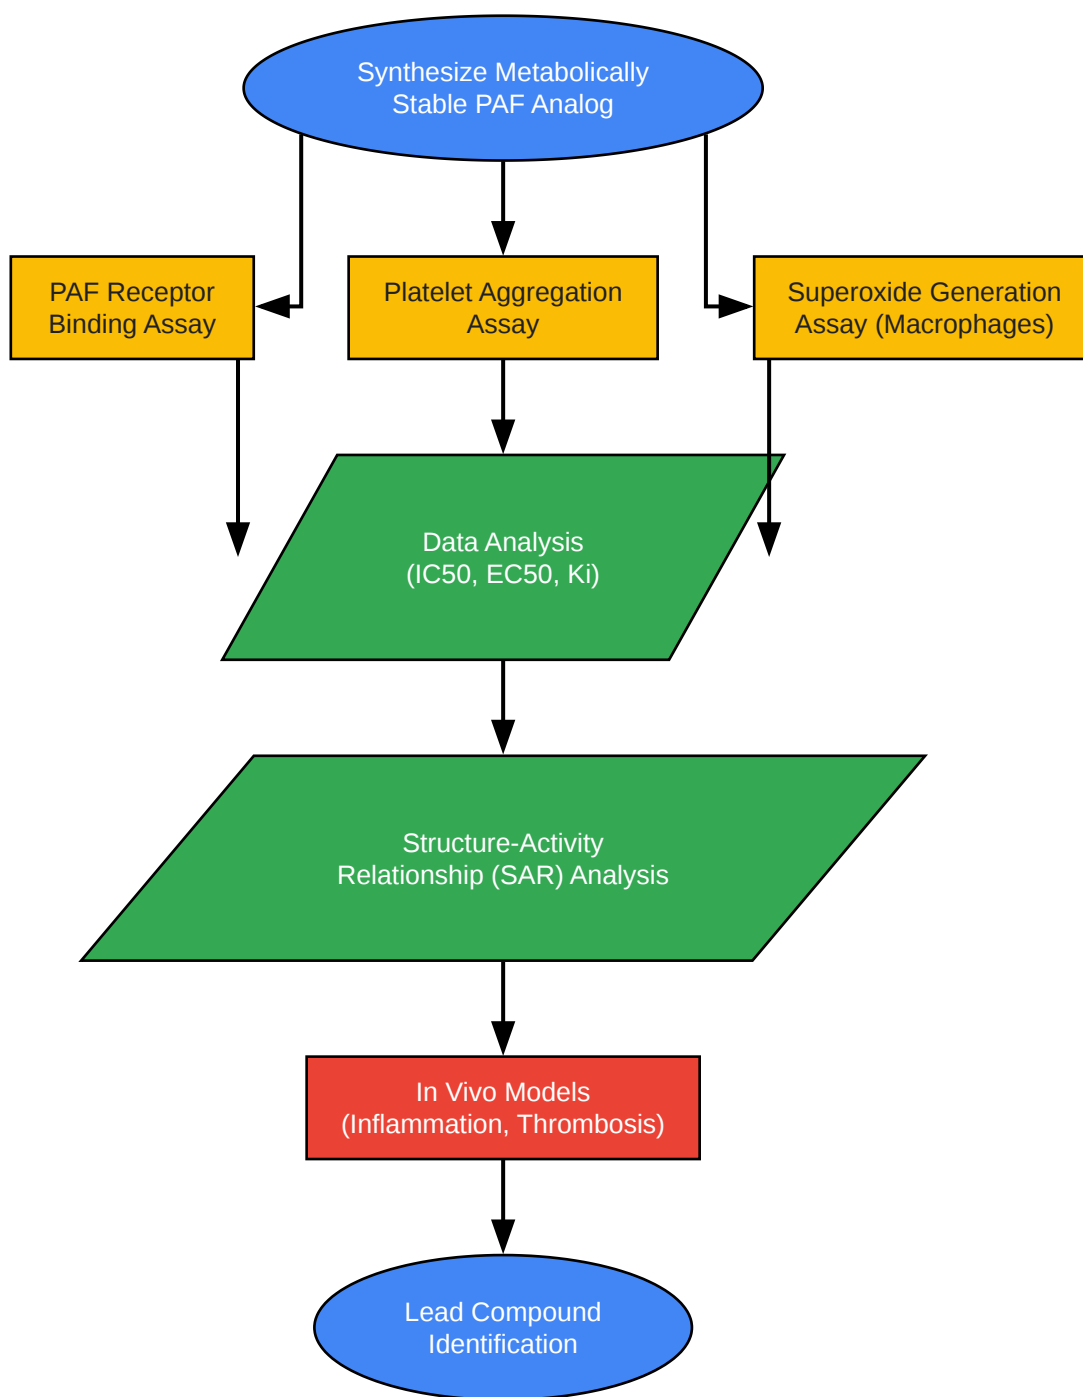 Synthesize Metabolically
Stable PAF Analog
PAF Receptor
Binding Assay
Platelet Aggregation
Assay
Superoxide Generation
Assay (Macrophages)
Data Analysis
(IC50, EC50, Ki)
Structure-Activity
Relationship (SAR) Analysis
In Vivo Models
(Inflammation, Thrombosis)
Lead Compound
Identification